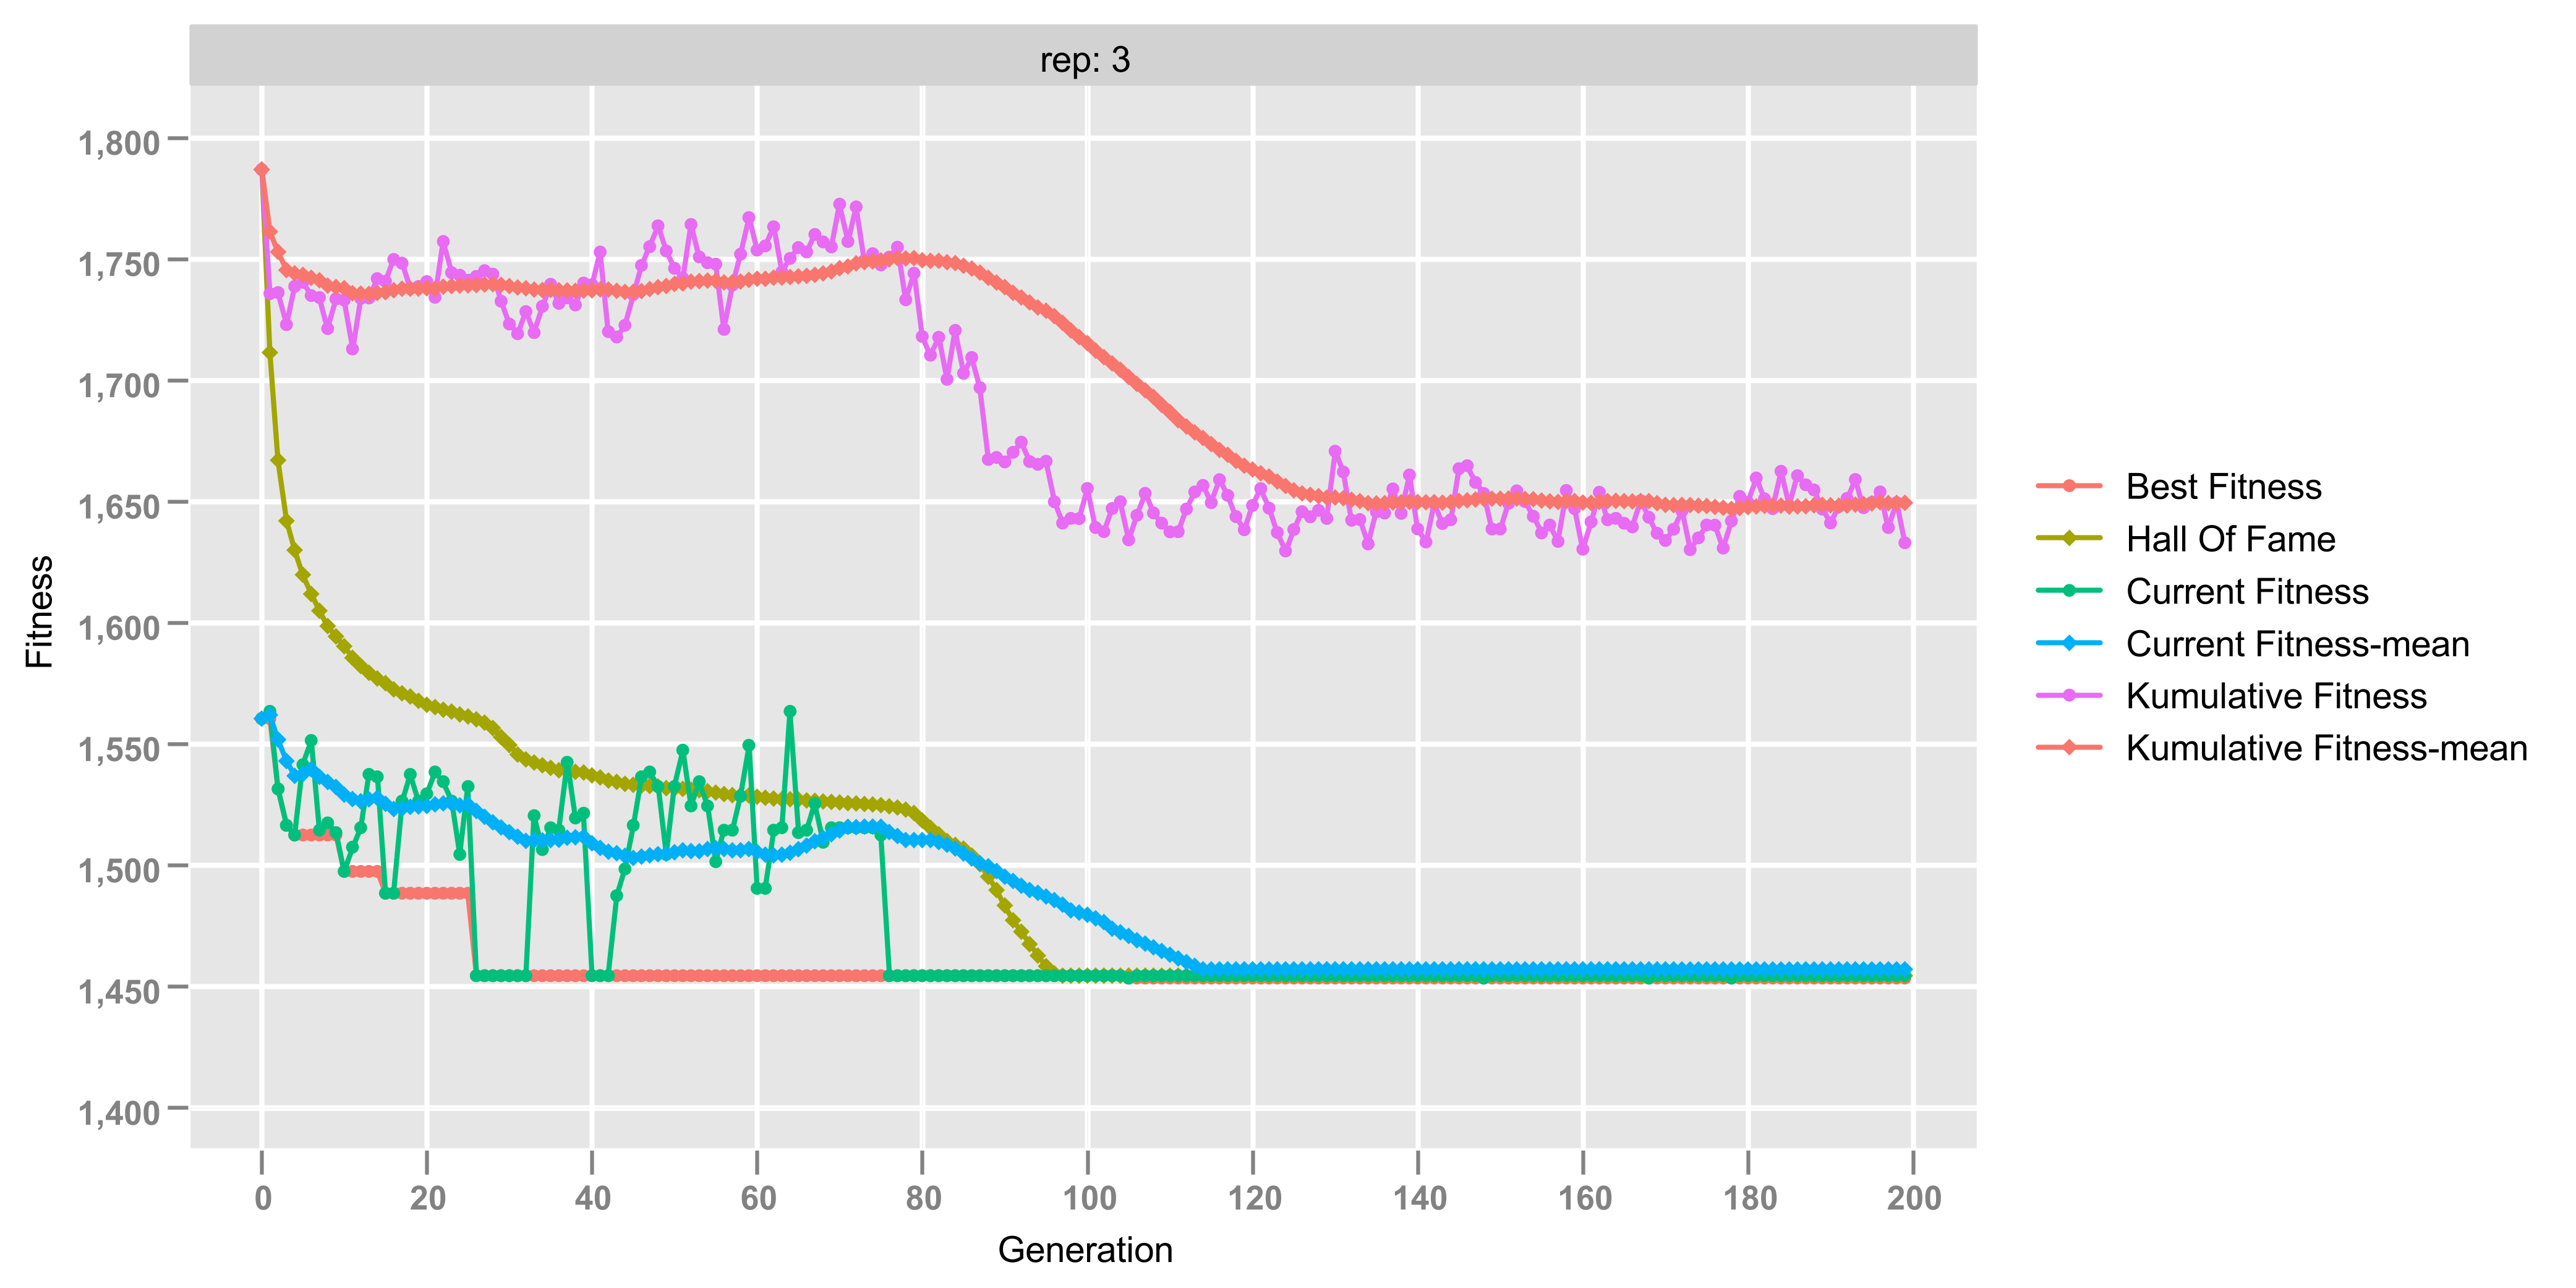 rep: 3
1,800
1,750
1,700
1,650
1,600
1,550
1,500
1,450
1,400
Fitness
0 20 40 60 80 100 120 140 160 180 200
Generation
Best Fitness
Hall Of Fame
Current Fitness
Current Fitness-mean
Kumulative Fitness
Kumulative Fitness-mean